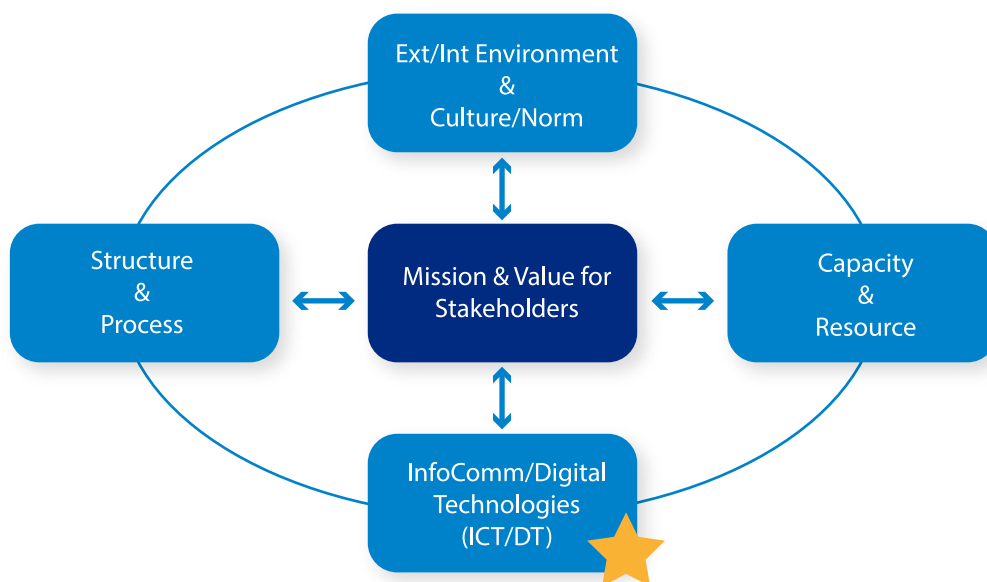 Ext/Int Environment
&
Culture/Norm
Structure
&
Process
Mission & Value for
Stakeholders
Capacity
&
Resource
InfoComm/Digital
Technologies
(ICT/DT)